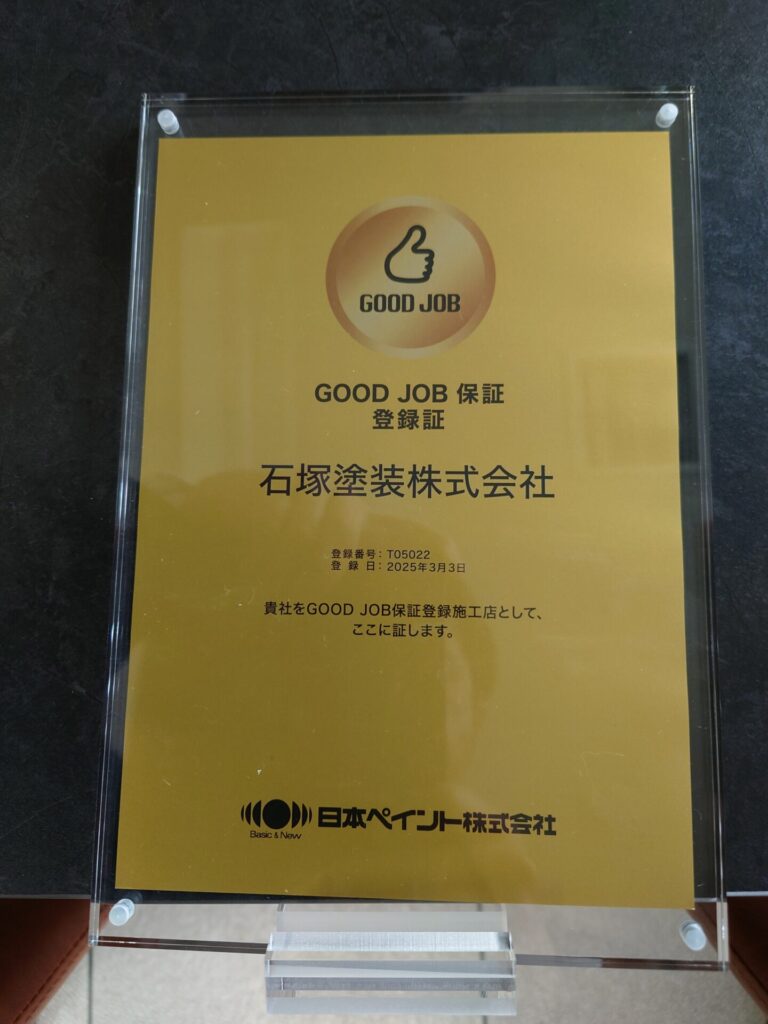 GOOD JOB
GOOD JOB 保証
登録証
石塚塗装株式会社
登録番号：T05022
登 録 日：2025年3月3日
貴社をGOOD JOB保証登録施工店として、
ここに証します。
日本ペイント株式会社
Basic & New